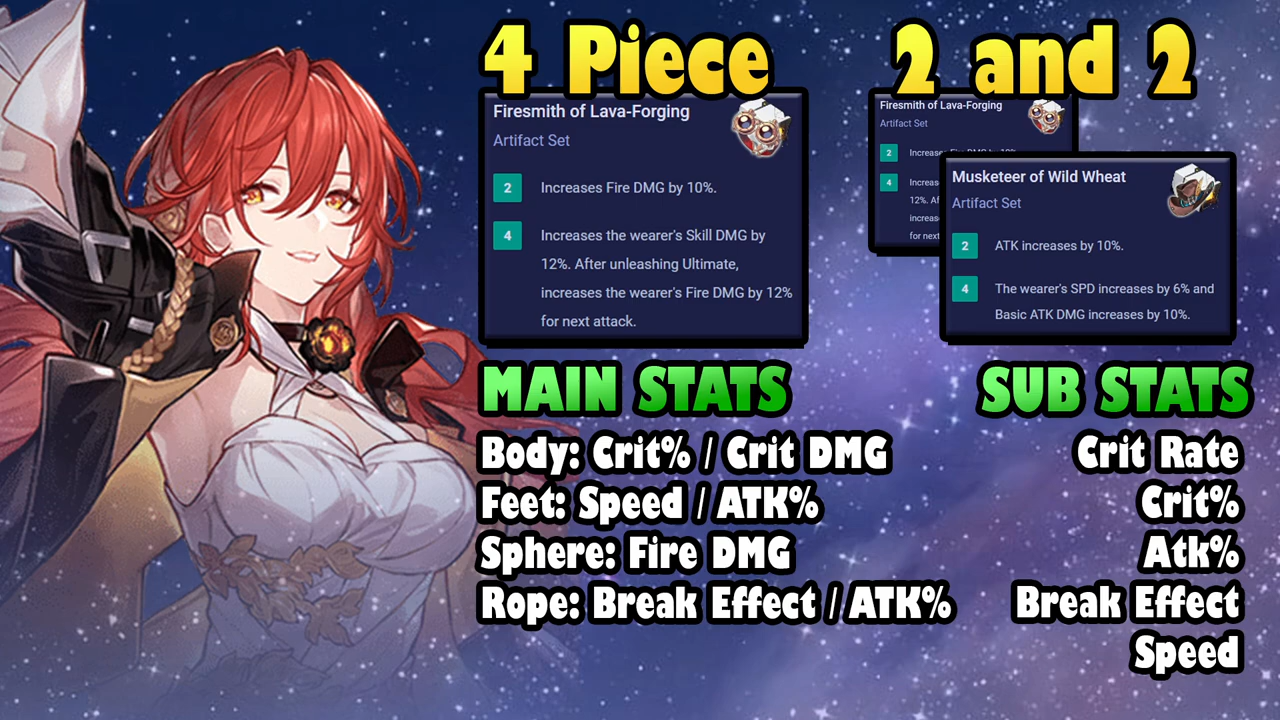 4 Piece
Firesmith of Lava-Forging
Artifact Set
2 Increases Fire DMG by 10%.
4 Increases the wearer's Skill DMG by
12%. After unleashing Ultimate,
increases the wearer's Fire DMG by 12%
for next attack.
2 and 2
Firesmith of Lava-Forging
Artifact Set
2
4
12%.
for next
Musketeer of Wild Wheat
Artifact Set
2 ATK increases by 10%.
4 The wearer's SPD increases by 6% and
Basic ATK DMG increases by 10%.
MAIN STATS
Body: Crit% / Crit DMG
Feet: Speed / ATK%
Sphere: Fire DMG
Rope: Break Effect / ATK%
SUB STATS
Crit Rate
Crit%
Atk%
Break Effect
Speed